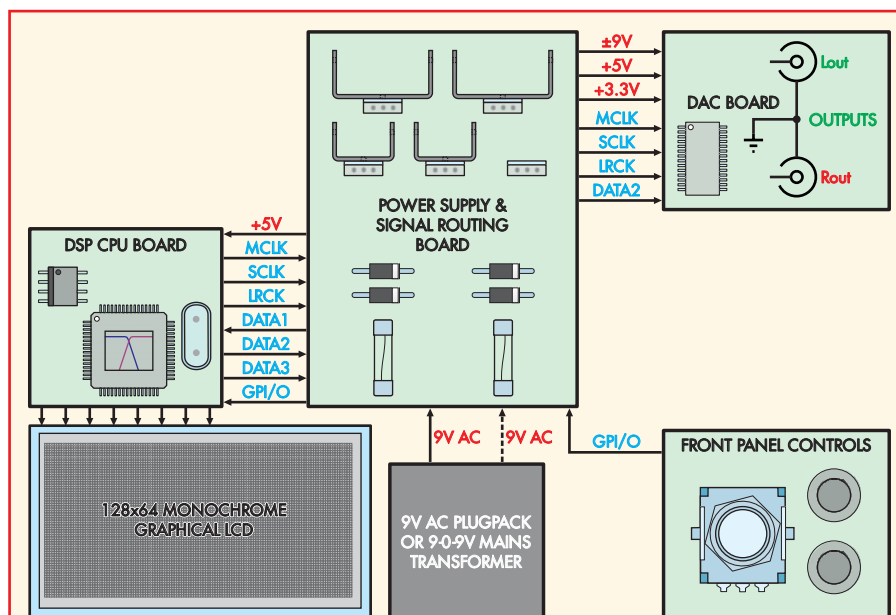 ±9V
+5V
+3.3V
MCLK
SCLK
LRCK
DATA2
DAC BOARD
Lout
OUTPUTS
Rout
POWER SUPPLY &
SIGNAL ROUTING
BOARD
DSP CPU BOARD
+5V
MCLK
SCLK
LRCK
DATA1
DATA2
DATA3
GPI/O
128x64 MONOCHROME
GRAPHICAL LCD
9V AC
9V AC
9V AC PLUGPACK
OR 9-0-9V MAINS
TRANSFORMER
GPI/O
FRONT PANEL CONTROLS